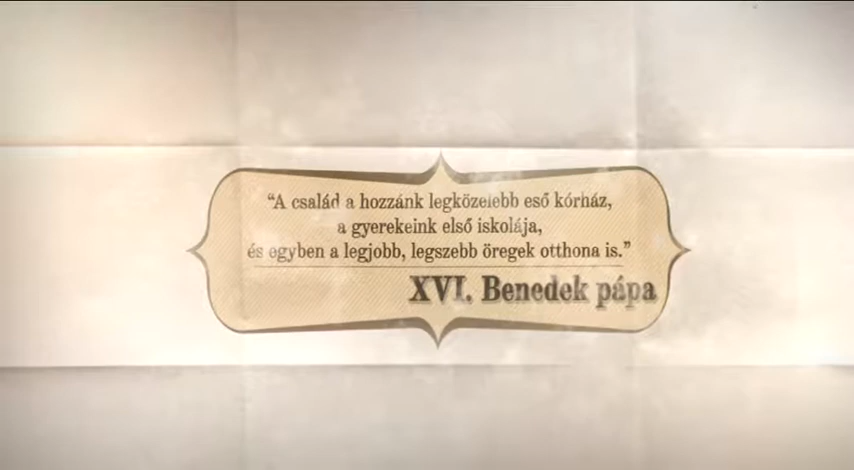 “A család a hozzánk legközelebb eső kórház,
a gyerekeink első iskolája,
és egyben a legjobb, legszebb öregek otthona is.”
XVI. Benedek pápa